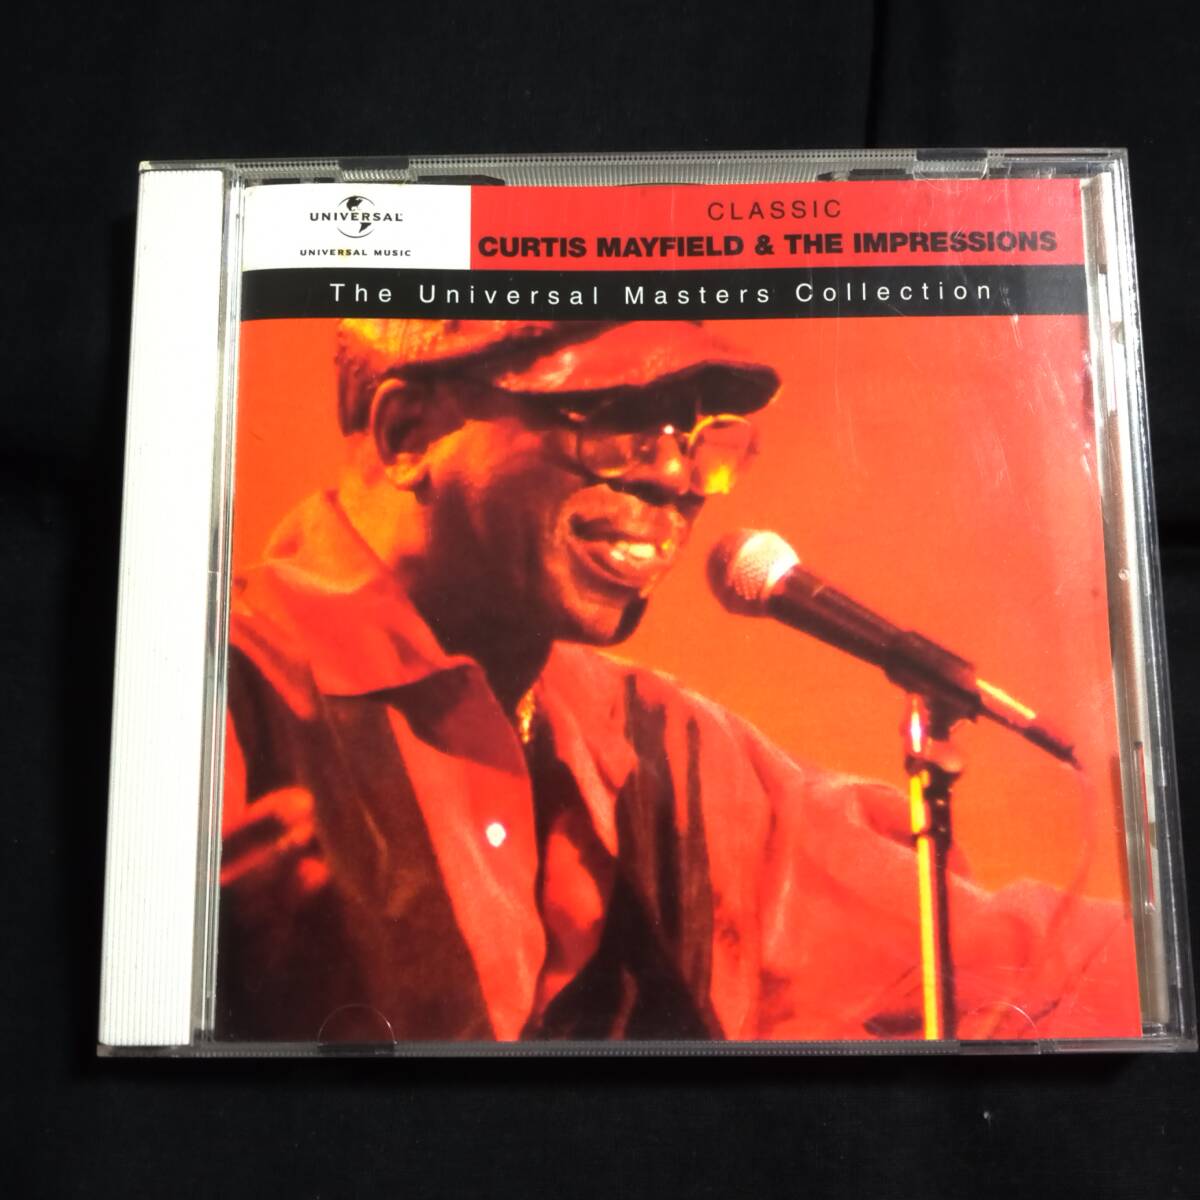 UNIVERSAL
UNIVERSAL MUSIC
CLASSIC
CURTIS MAYFIELD & THE IMPRESSIONS
The Universal Masters Collection